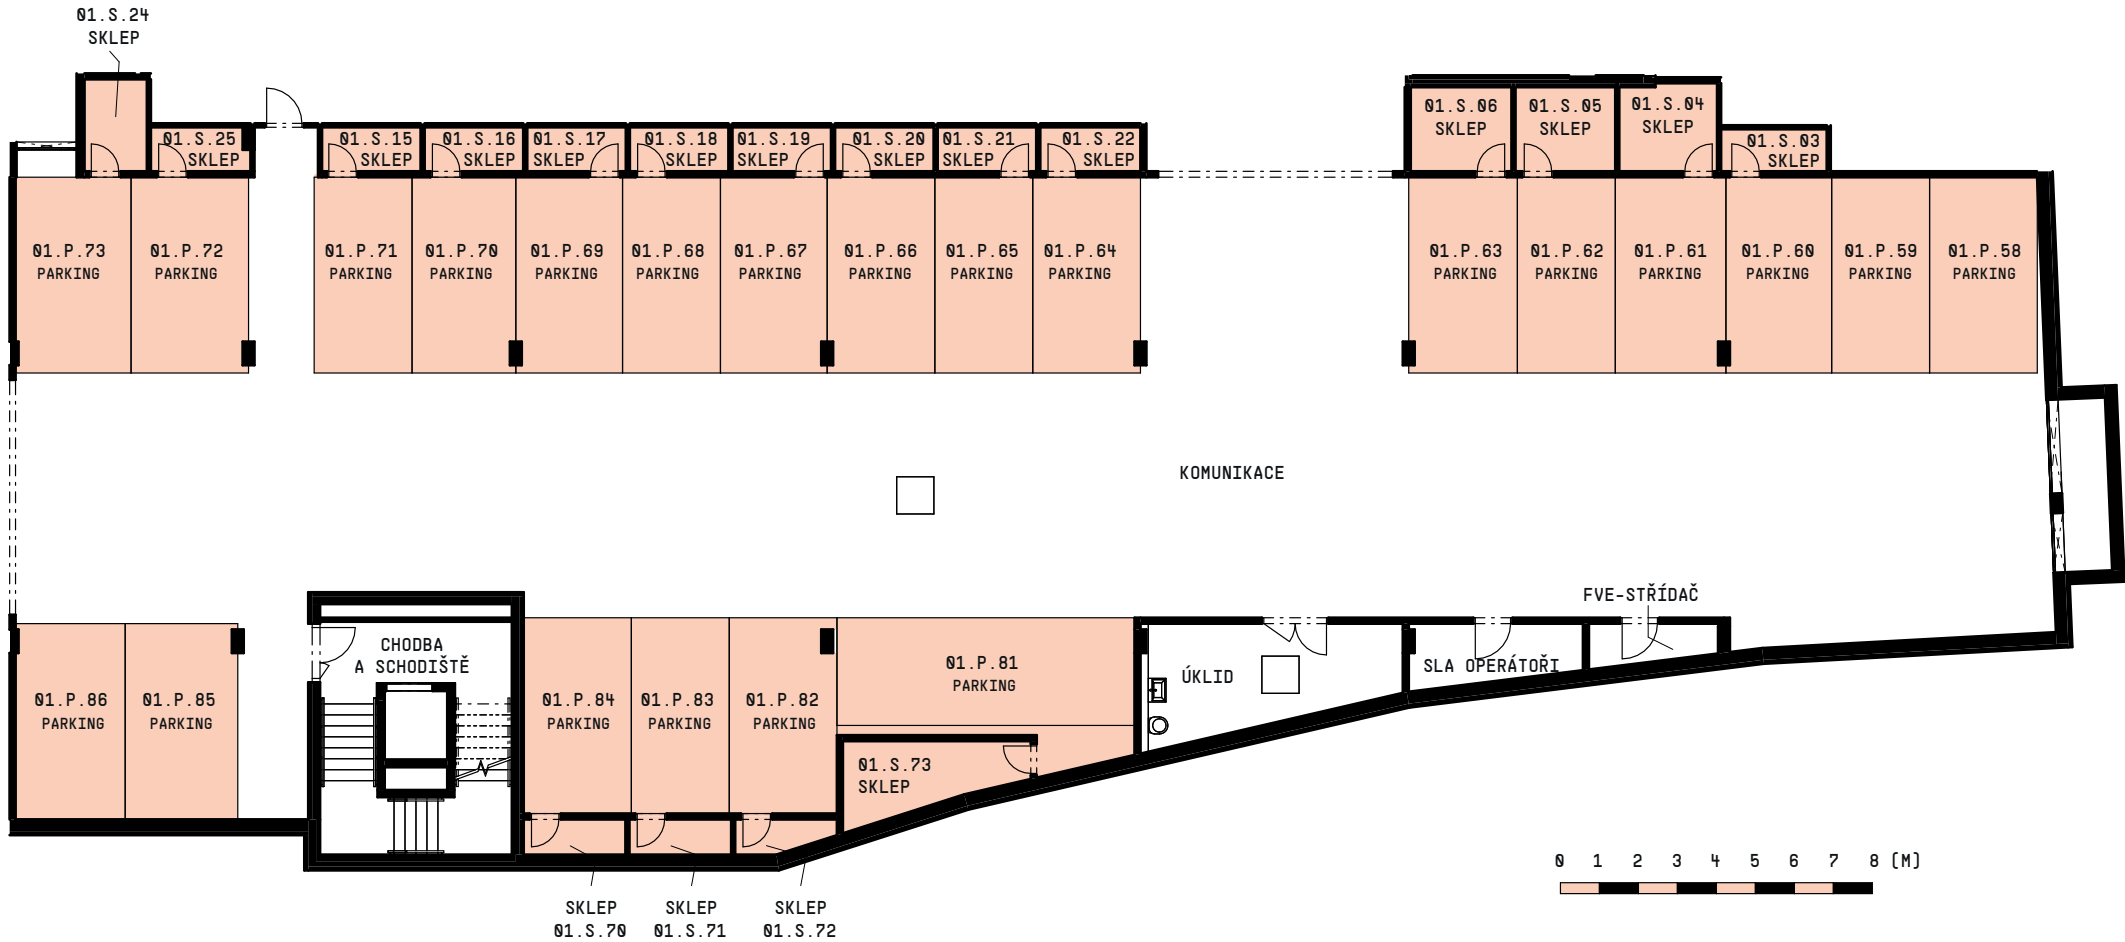 01.S.24
SKLEP
01.S.25
SKLEP
01.S.15
SKLEP
01.S.16
SKLEP
01.S.17
SKLEP
01.S.18
SKLEP
01.S.19
SKLEP
01.S.20
SKLEP
01.S.21
SKLEP
01.S.22
SKLEP
01.S.06
SKLEP
01.S.05
SKLEP
01.S.04
SKLEP
01.S.03
SKLEP
01.P.73
PARKING
01.P.72
PARKING
01.P.71
PARKING
01.P.70
PARKING
01.P.69
PARKING
01.P.68
PARKING
01.P.67
PARKING
01.P.66
PARKING
01.P.65
PARKING
01.P.64
PARKING
01.P.63
PARKING
01.P.62
PARKING
01.P.61
PARKING
01.P.60
PARKING
01.P.59
PARKING
01.P.58
PARKING
KOMUNIKACE
FVE-STŘÍDAČ
CHODBA
A SCHODIŠTĚ
01.P.81
PARKING
ÚKLID
SLA OPERÁTOŘI
01.P.86
PARKING
01.P.85
PARKING
01.P.84
PARKING
01.P.83
PARKING
01.P.82
PARKING
01.S.73
SKLEP
SKLEP
01.S.70
SKLEP
01.S.71
SKLEP
01.S.72
0 1 2 3 4 5 6 7 8 (M)